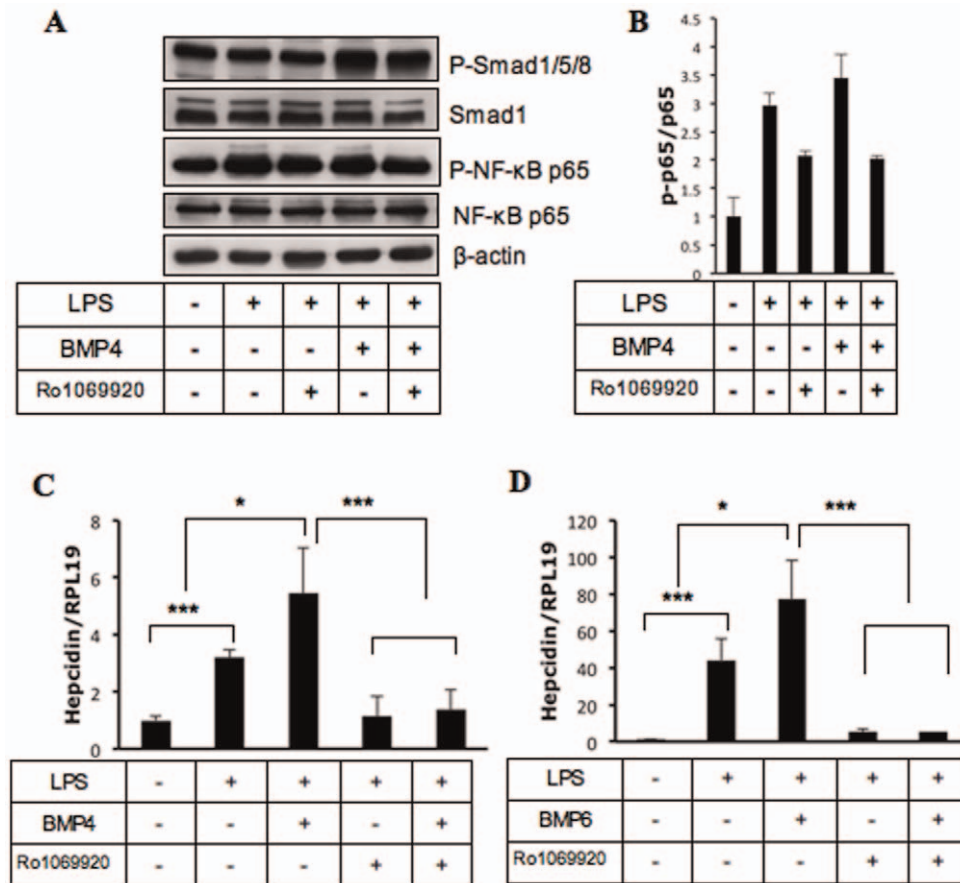 A
P-Smad1/5/8
Smad1
P-NF-κB p65
NF-κB p65
β-actin
LPS - + + + +
BMP4 - - - + +
Ro1069920 - - + - +
B
p-p65/p65
4.5
4
3.5
3
2.5
2
1.5
1
0.5
LPS - + + + +
BMP4 - - - + +
Ro1069920 - - + - +
C
* ***
***
Hepcidin/RPL19
8
6
4
2
0
LPS - + + + +
BMP4 - - + - +
Ro1069920 - - - + +
D
* ***
***
Hepcidin/RPL19
120
100
80
60
40
20
0
LPS - + + + +
BMP6 - - + - +
Ro1069920 - - - + +